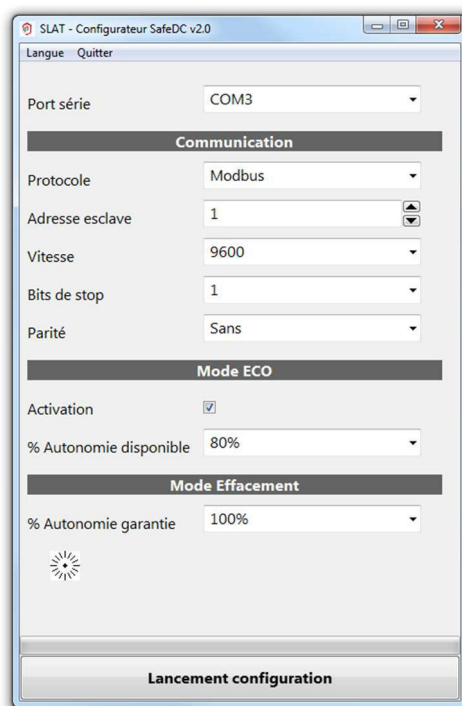 SLAT - Configurateur SafeDC v2.0
Langue Quitter
Port série COM3
Communication
Protocole Modbus
Adresse esclave 1
Vitesse 9600
Bits de stop 1
Parité Sans
Mode ECO
Activation
% Autonomie disponible 80%
Mode Effacement
% Autonomie garantie 100%
Lancement configuration